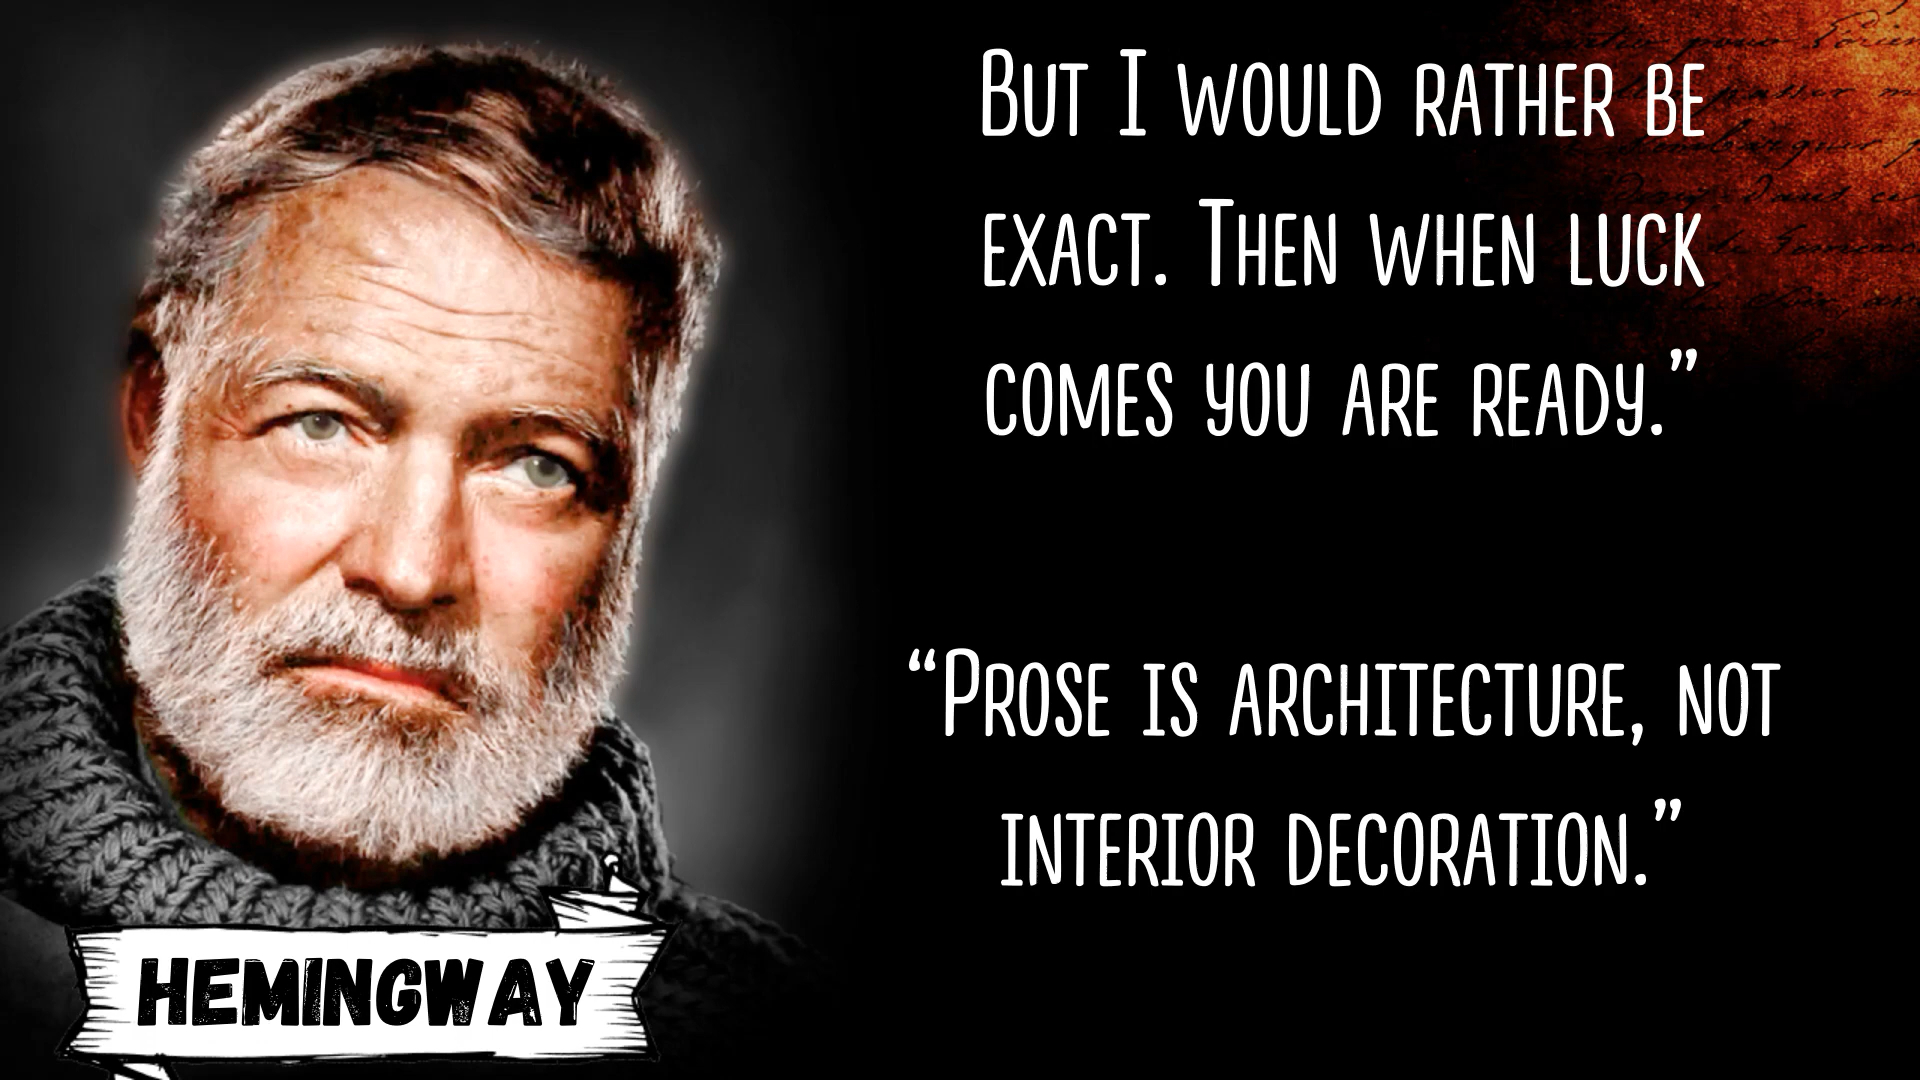 But I would rather be
exact. Then when luck
comes you are ready.”
“Prose is architecture, not
interior decoration.”
HEMINGWAY